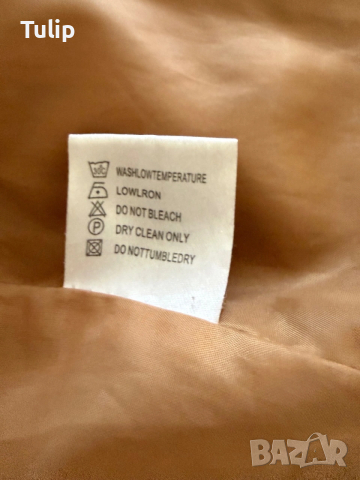 Tulip
WASHLOWTEMPERATURE
LOWLRON
DO NOT BLEACH
P DRY CLEAN ONLY
DO NOTTUMBLEDRY
BAZAR